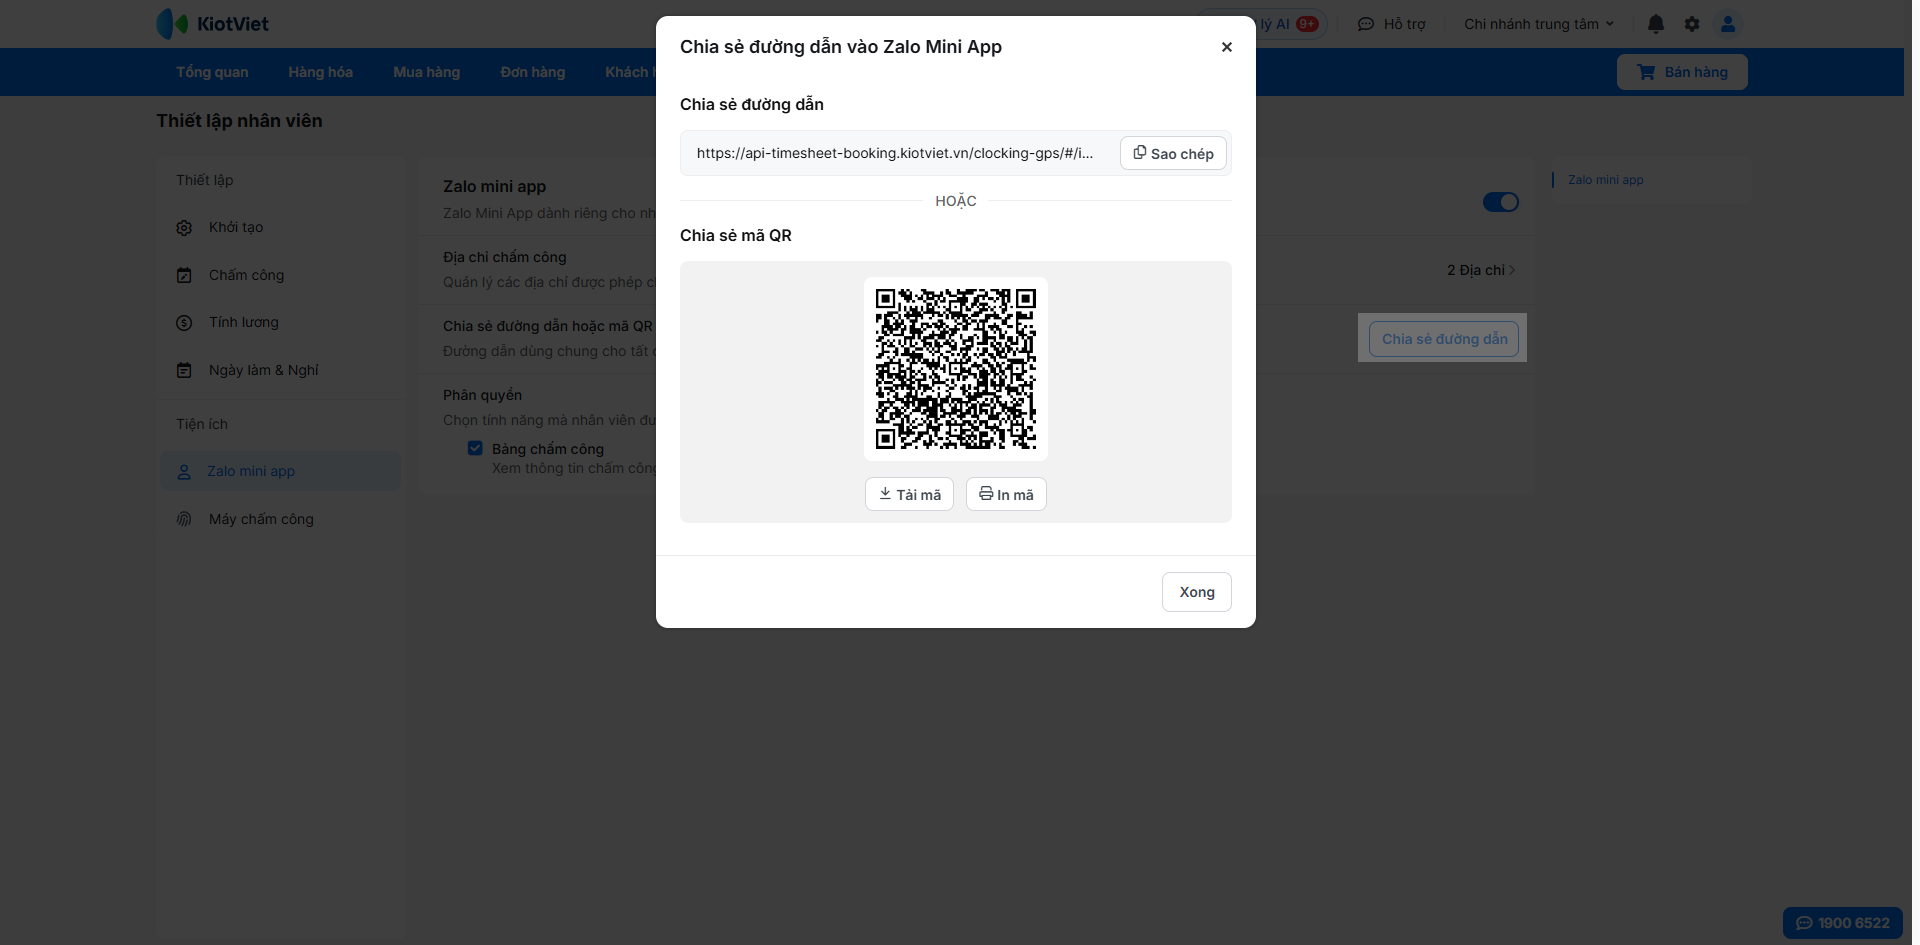 KiotViet
lý AI 9+
Hỗ trợ
Chi nhánh trung tâm
Tổng quan
Hàng hóa
Mua hàng
Đơn hàng
Khách
Bán hàng
Thiết lập nhân viên
Thiết lập
Khởi tạo
Chấm công
Tính lương
Ngày làm & Nghỉ
Tiện ích
Zalo mini app
Máy chấm công
Zalo mini app
Zalo Mini App dành riêng cho
Địa chỉ chấm công
Quản lý các địa chỉ được phép
2 Địa chỉ
Chia sẻ đường dẫn hoặc mã QR
Đường dẫn dùng chung cho tất
Chia sẻ đường dẫn
Phân quyền
Chọn tính năng mà nhân viên
Bảng chấm công
Xem thông tin chấm công
Zalo mini app
Chia sẻ đường dẫn vào Zalo Mini App
Chia sẻ đường dẫn
https://api-timesheet-booking.kiotviet.vn/clocking-gps/#/i...
Sao chép
HOẶC
Chia sẻ mã QR
Tải mã
In mã
Xong
1900 6522